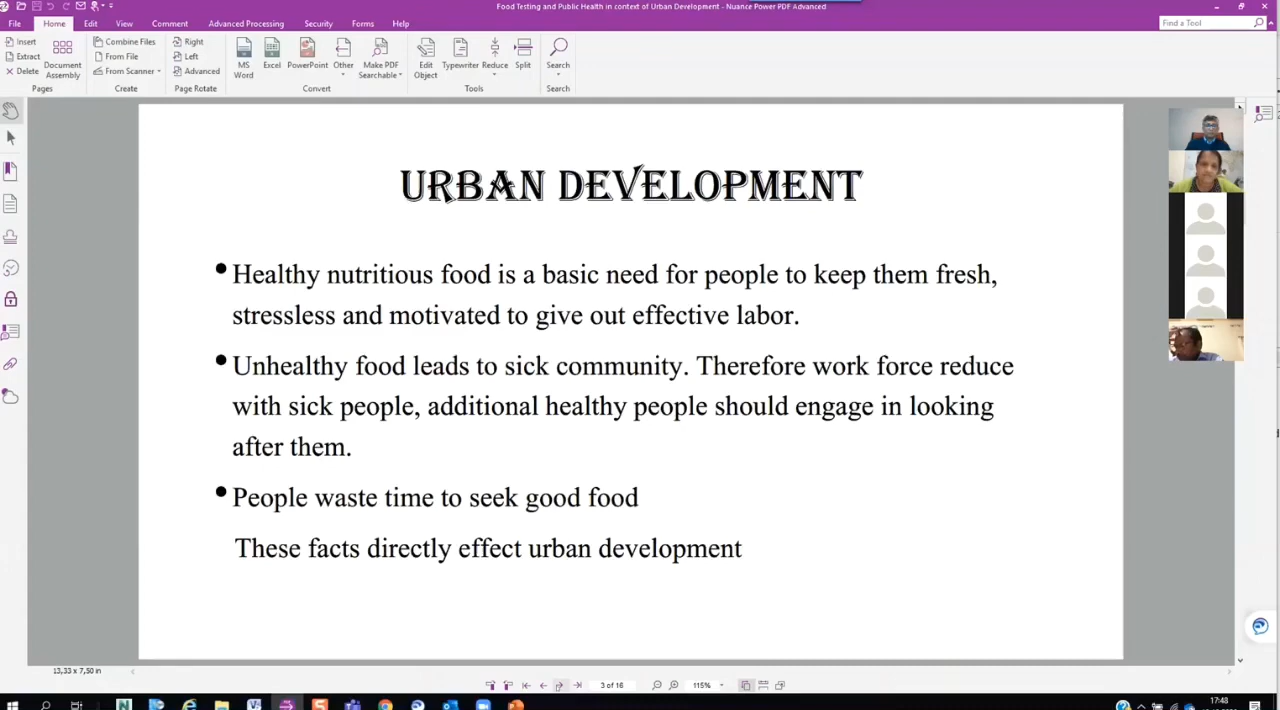 Food Testing and Public Health in context of Urban Development - Nuance Power PDF Advanced
File Home Edit View Comment Advanced Processing Security Forms Help
Find a Tool
Insert
Extract
Delete
Document Assembly
Pages
Combine Files
From File
From Scanner
Create
Right
Left
Advanced
Page Rotate
MS Word
Excel
PowerPoint
Other
Make PDF Searchable
Convert
Edit Object
Typewriter
Reduce
Split
Tools
Search
Search
URBAN DEVELOPMENT
• Healthy nutritious food is a basic need for people to keep them fresh,
stressless and motivated to give out effective labor.
• Unhealthy food leads to sick community. Therefore work force reduce
with sick people, additional healthy people should engage in looking
after them.
• People waste time to seek good food
These facts directly effect urban development
13,33 x 7,50 in
3 of 16
115%
17:48